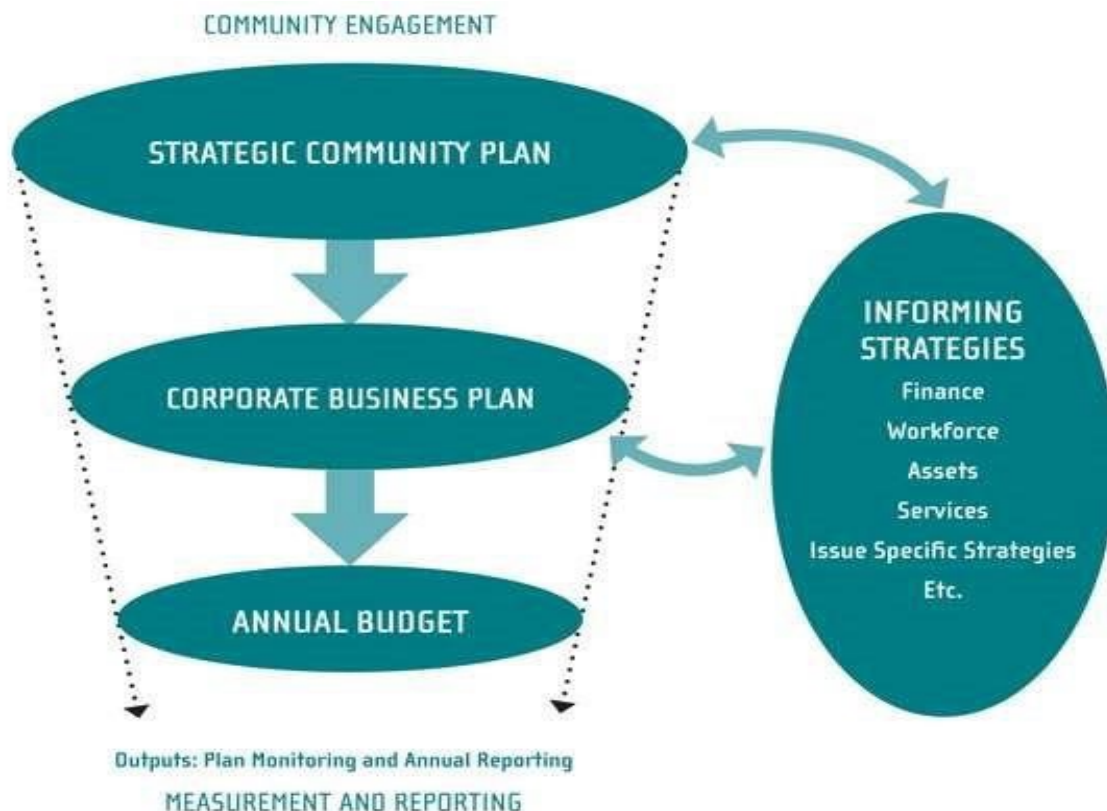 COMMUNITY ENGAGEMENT
STRATEGIC COMMUNITY PLAN
CORPORATE BUSINESS PLAN
ANNUAL BUDGET
INFORMING
STRATEGIES
Finance
Workforce
Assets
Services
Issue Specific Strategies
Etc.
Outputs: Plan Monitoring and Annual Reporting
MEASUREMENT AND REPORTING